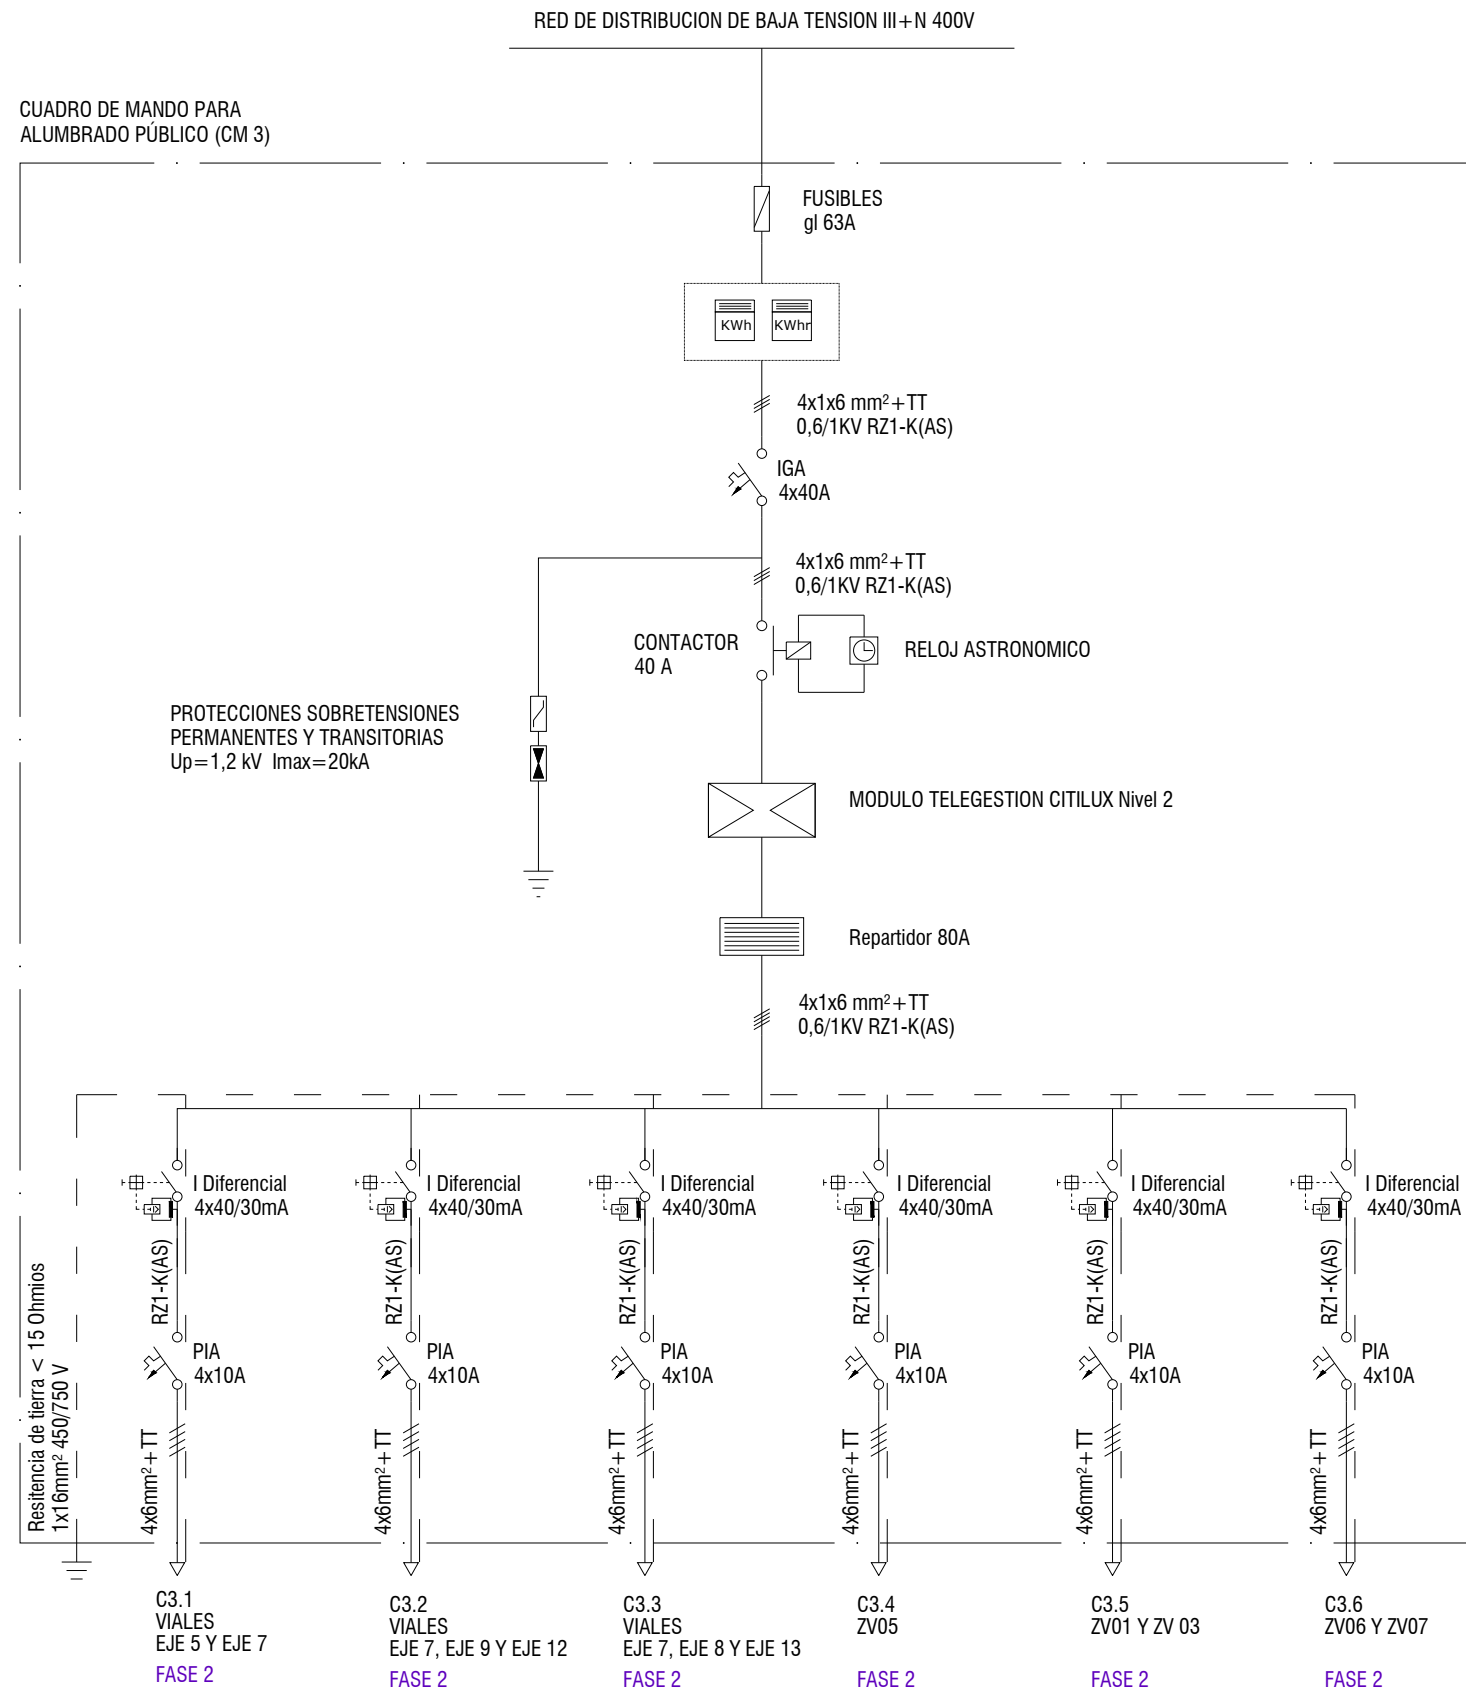 RED DE DISTRIBUCION DE BAJA TENSION III+N 400V
CUADRO DE MANDO PARA
ALUMBRADO PÚBLICO (CM 3)
FUSIBLES
gl 63A
KWh
KWhr
4x1x6 mm²+TT
0,6/1KV RZ1-K(AS)
IGA
4x40A
4x1x6 mm²+TT
0,6/1KV RZ1-K(AS)
CONTACTOR
40 A
RELOJ ASTRONOMICO
PROTECCIONES SOBRETENSIONES
PERMANENTES Y TRANSITORIAS
Up=1,2 kV Imax=20kA
MODULO TELEGESTION CITILUX Nivel 2
Repartidor 80A
4x1x6 mm²+TT
0,6/1KV RZ1-K(AS)
Resitencia de tierra < 15 Ohmios
1x16mm² 450/750 V
I Diferencial
4x40/30mA
RZ1-K(AS)
PIA
4x10A
4x6mm²+TT
C3.1
VIALES
EJE 5 Y EJE 7
FASE 2
I Diferencial
4x40/30mA
RZ1-K(AS)
PIA
4x10A
4x6mm²+TT
C3.2
VIALES
EJE 7, EJE 9 Y EJE 12
FASE 2
I Diferencial
4x40/30mA
RZ1-K(AS)
PIA
4x10A
4x6mm²+TT
C3.3
VIALES
EJE 7, EJE 8 Y EJE 13
FASE 2
I Diferencial
4x40/30mA
RZ1-K(AS)
PIA
4x10A
4x6mm²+TT
C3.4
ZV05
FASE 2
I Diferencial
4x40/30mA
RZ1-K(AS)
PIA
4x10A
4x6mm²+TT
C3.5
ZV01 Y ZV 03
FASE 2
I Diferencial
4x40/30mA
RZ1-K(AS)
PIA
4x10A
4x6mm²+TT
C3.6
ZV06 Y ZV07
FASE 2